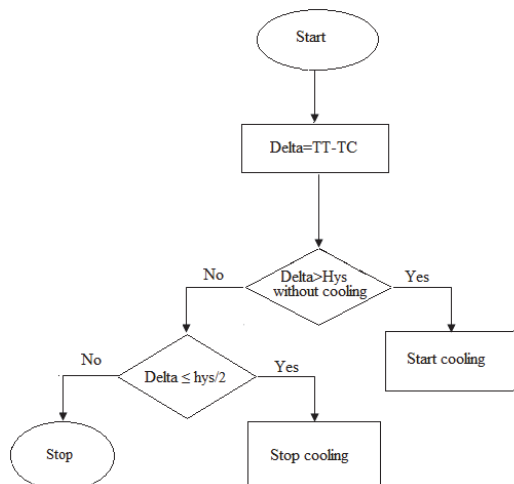 Start
Delta=TT-TC
Delta>Hys
without cooling
No
Yes
Start cooling
Delta ≤ hys/2
No
Yes
Stop
Stop cooling